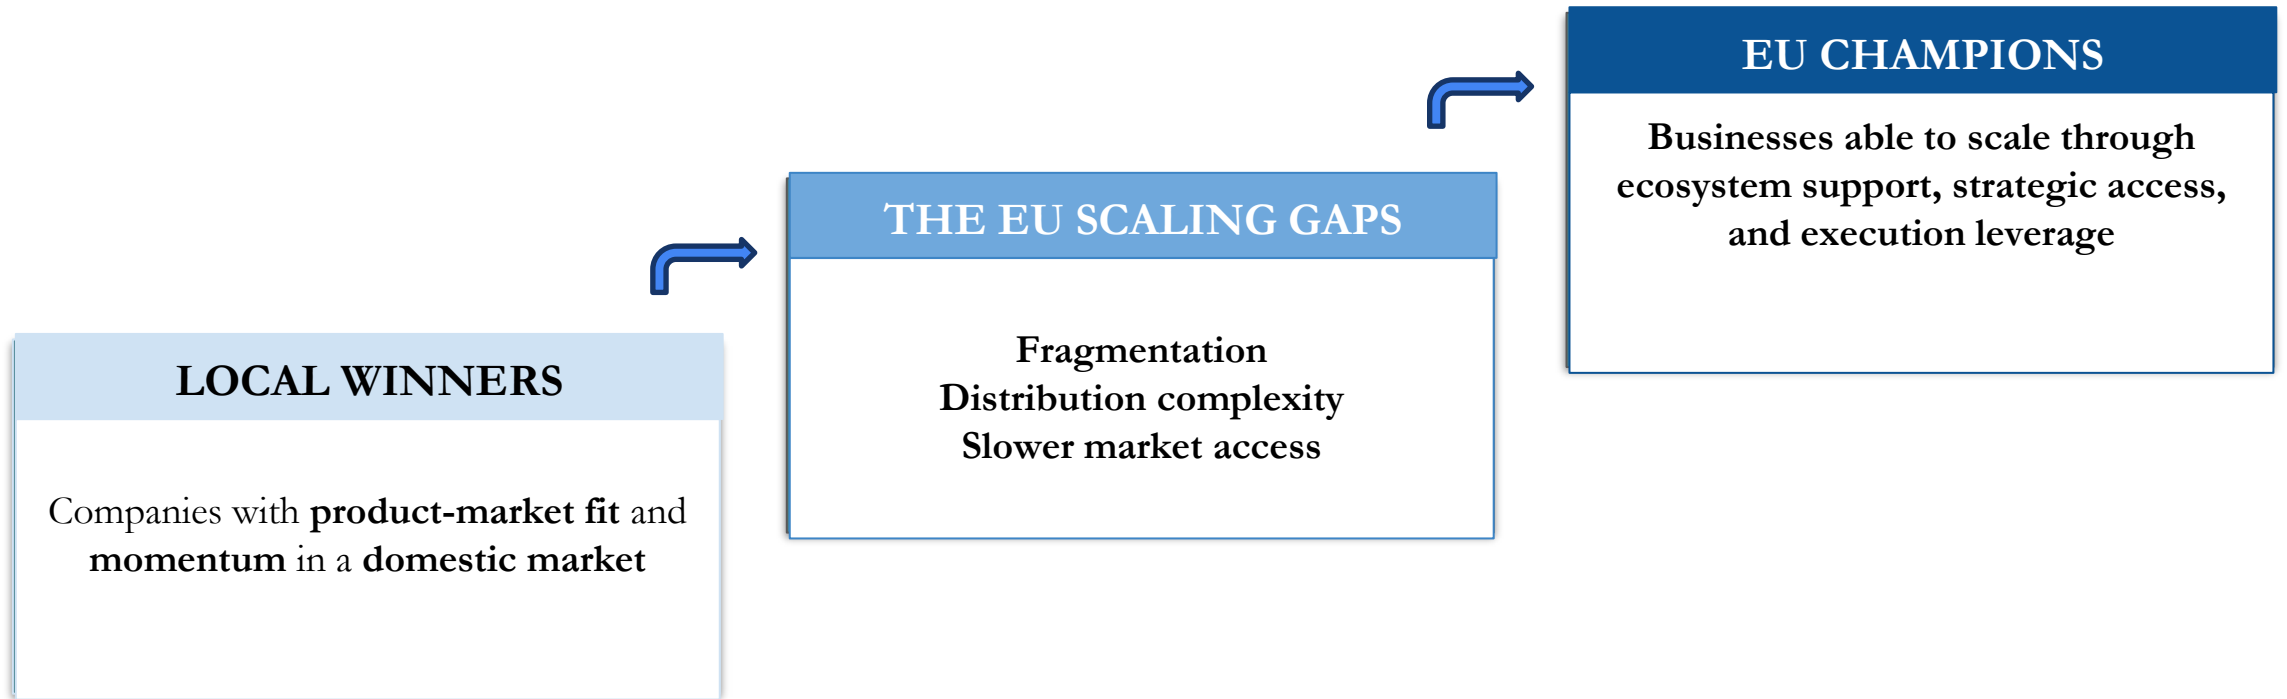 LOCAL WINNERS
Companies with product-market fit and
momentum in a domestic market
THE EU SCALING GAPS
Fragmentation
Distribution complexity
Slower market access
EU CHAMPIONS
Businesses able to scale through
ecosystem support, strategic access,
and execution leverage